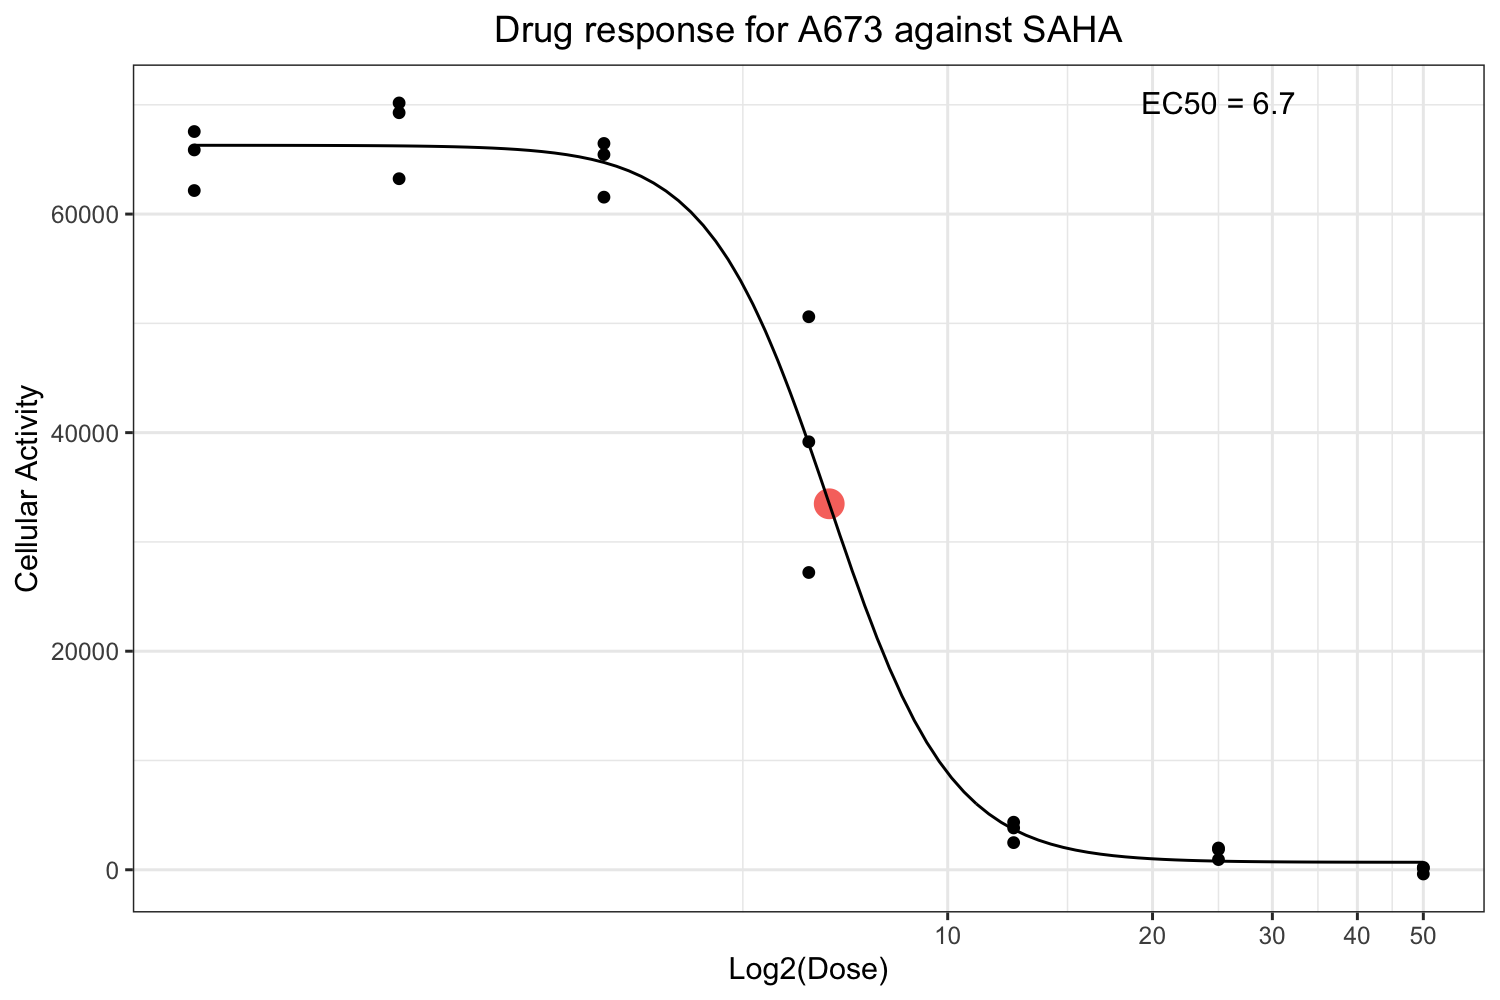 Drug response for A673 against SAHA
EC50 = 6.7
60000
40000
20000
0
Cellular Activity
10 20 30 40 50
Log2(Dose)